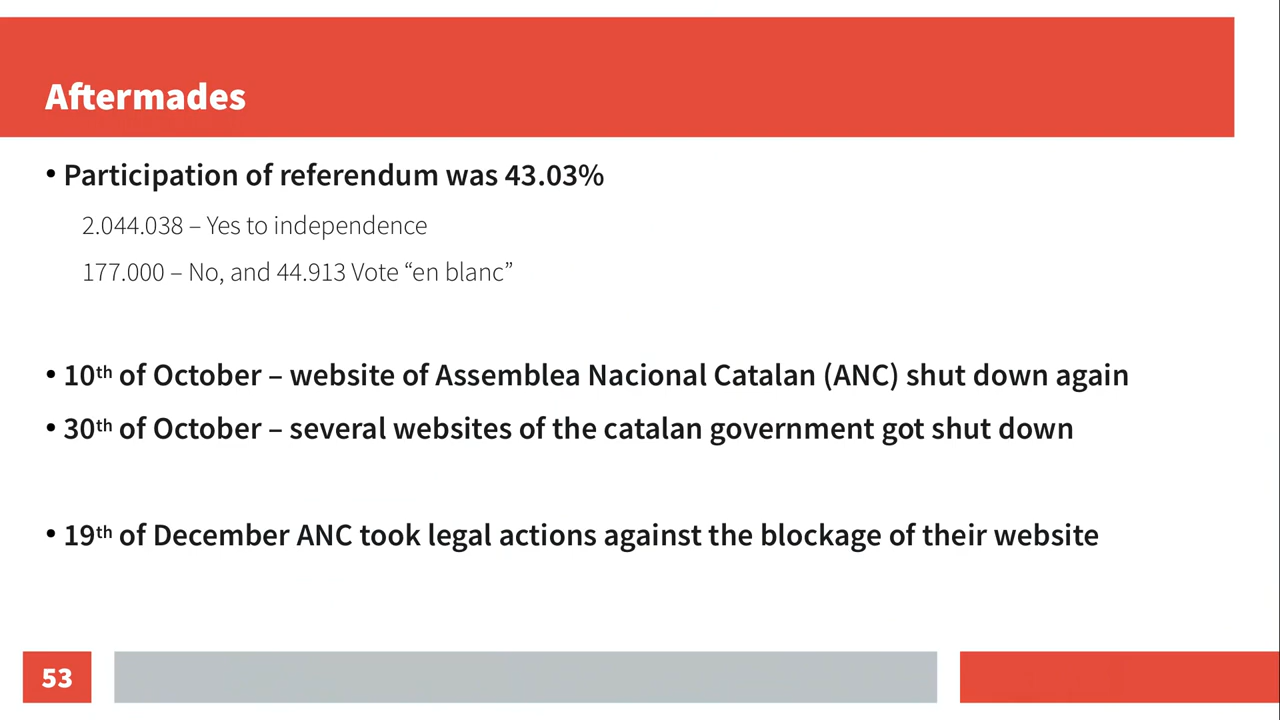 Aftermades
• Participation of referendum was 43.03%
2.044.038 – Yes to independence
177.000 – No, and 44.913 Vote “en blanc”
• 10th of October – website of Assemblea Nacional Catalan (ANC) shut down again
• 30th of October – several websites of the catalan government got shut down
• 19th of December ANC took legal actions against the blockage of their website
53